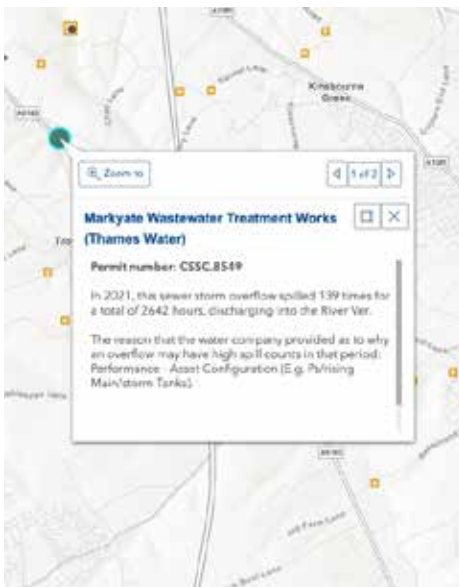 Kinsbourne
Green
Zoom to
1 of 2
Markyate Wastewater Treatment Works
(Thames Water)
Permit number: CSSC.8549
In 2021, this sewer storm overflow spilled 139 times for
a total of 2642 hours, discharging into the River Ver.
The reason that the water company provided as to why
an overflow may have high spill counts in that period:
Performance - Asset Configuration (E.g. Ps/rising
Main/storm Tanks).